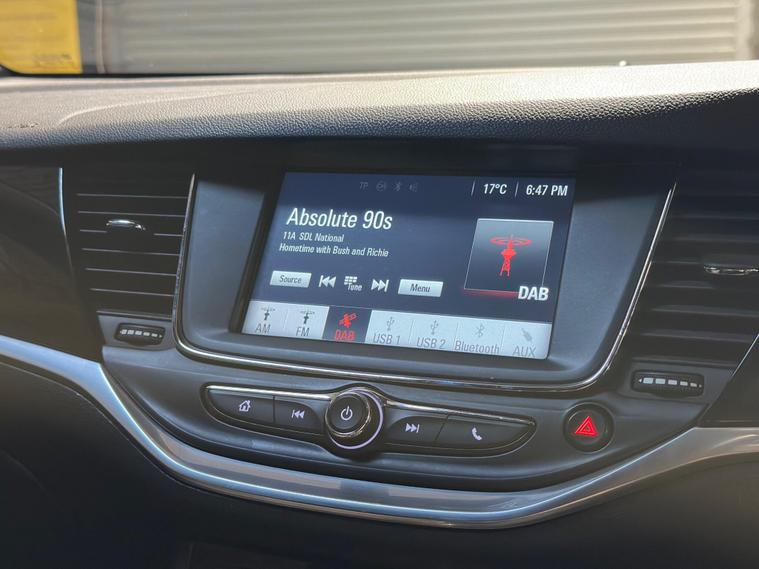 TP
17°C
6:47 PM
Absolute 90s
11A SDL National
Hometime with Bush and Richie
Source
Tune
Menu
DAB
AM
FM
DAB
USB 1
USB 2
Bluetooth
AUX